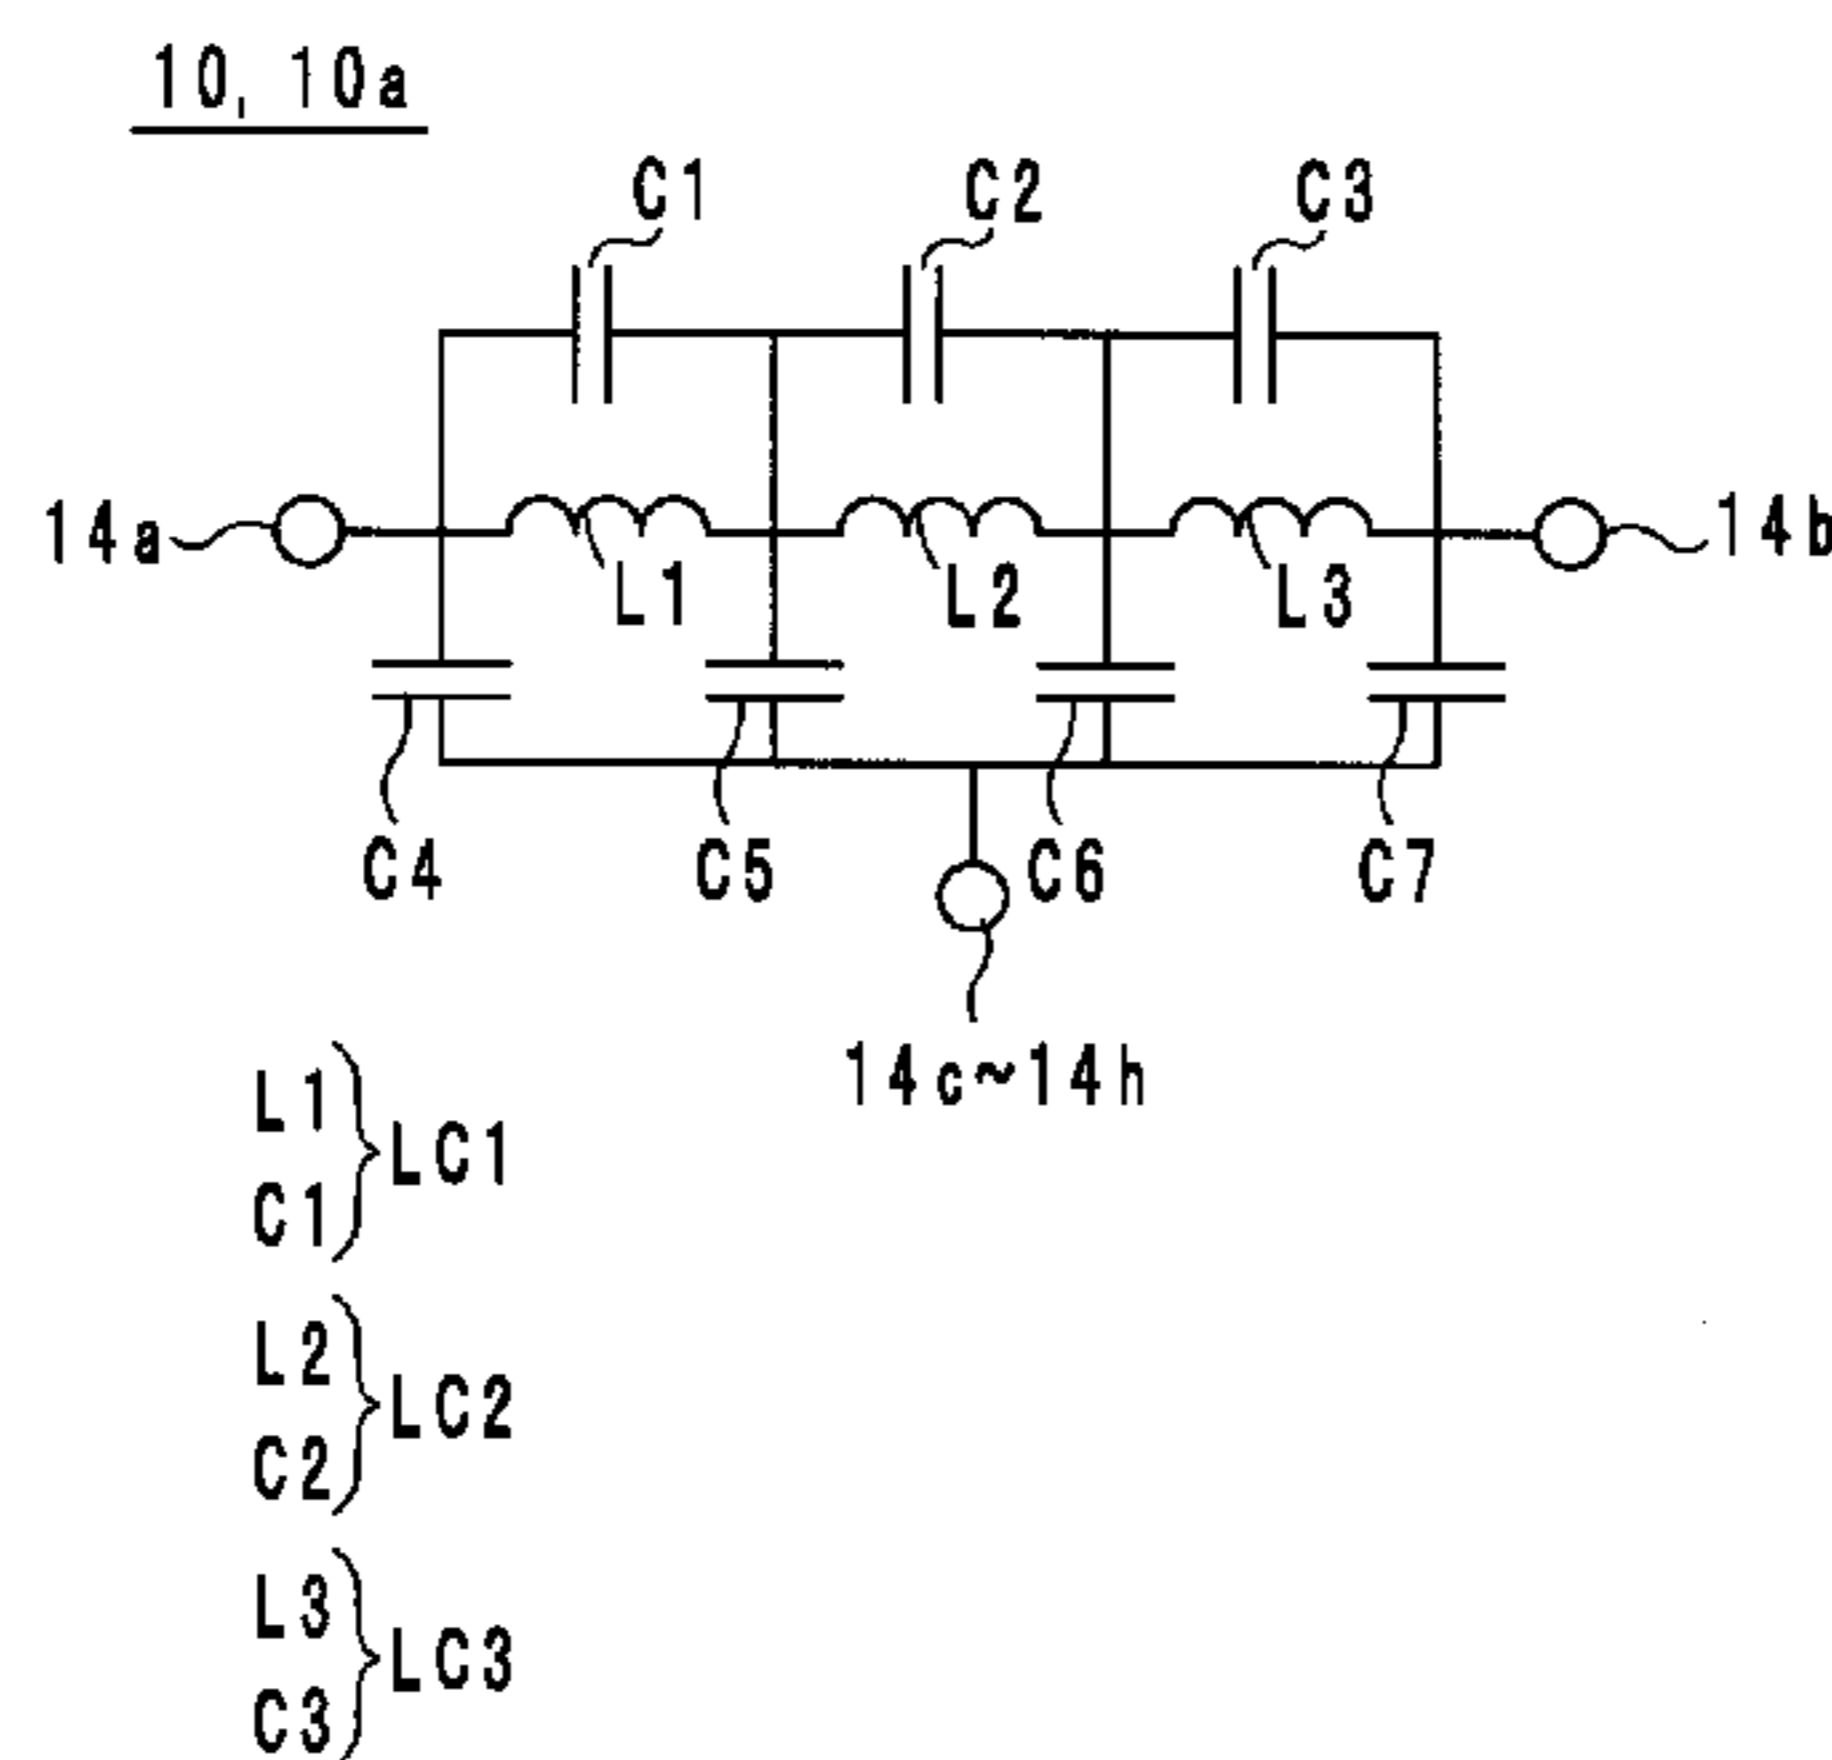 10, 10a
C1 C2 C3
14a 14b
L1 L2 L3
C4 C5 C6 C7
14c~14h
L1
C1
LC1
L2
C2
LC2
L3
C3
LC3